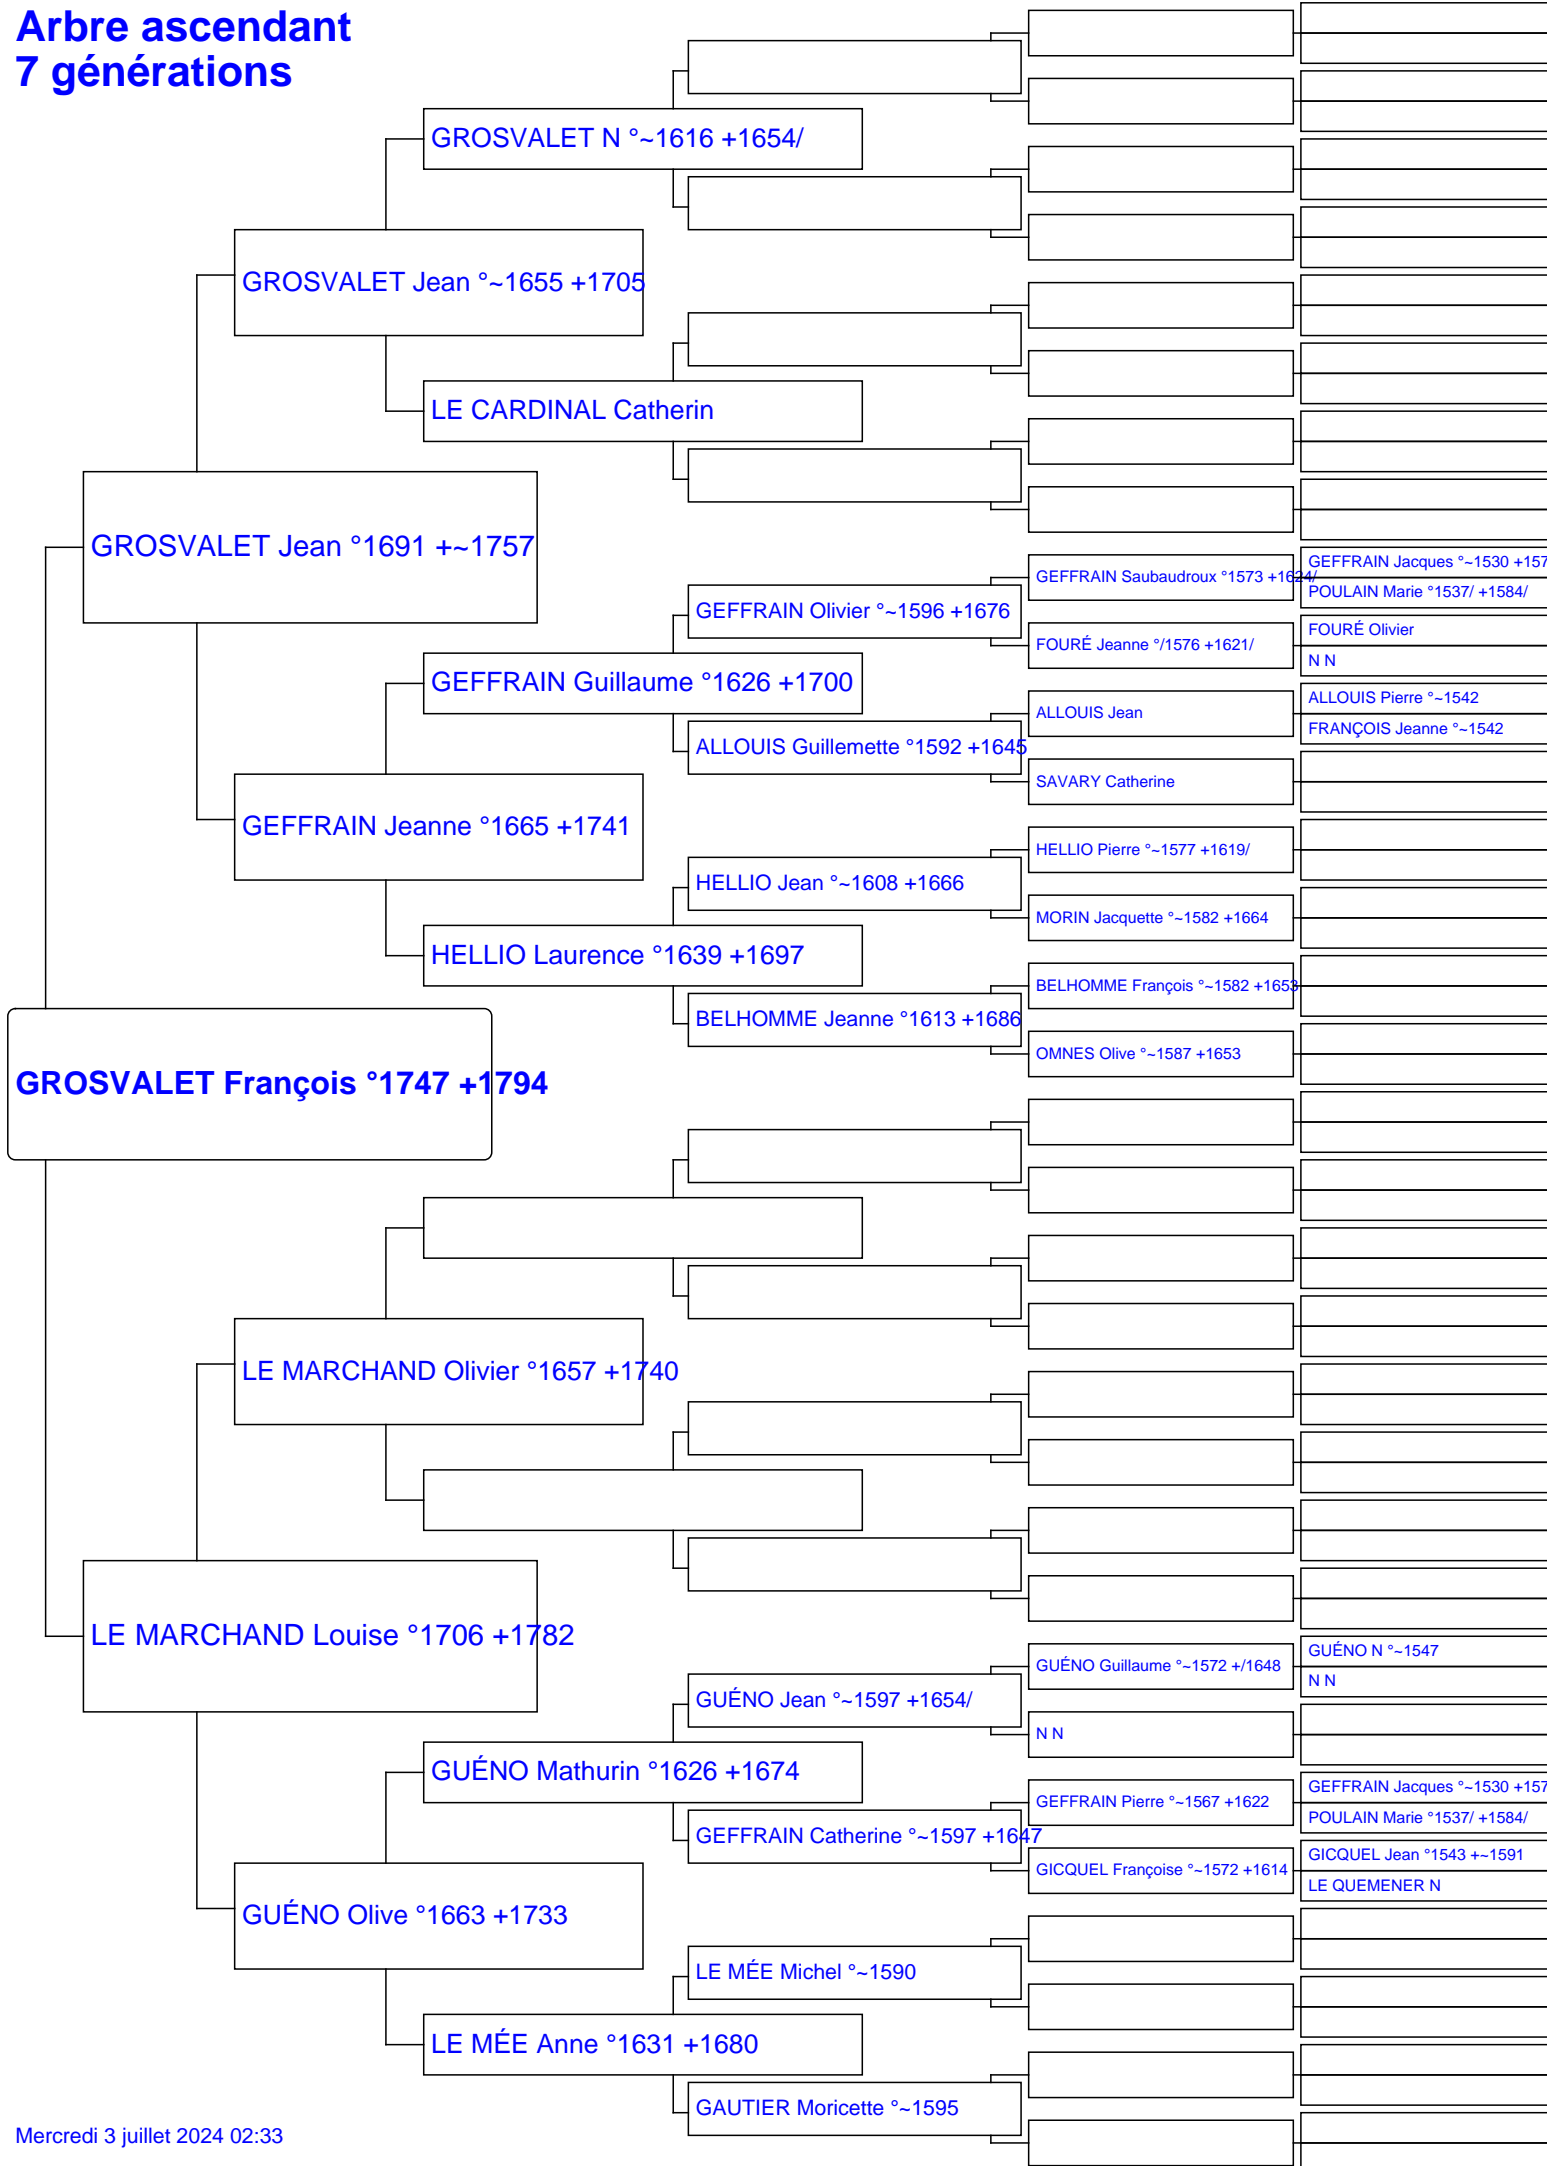 Arbre ascendant
7 générations
GROSVALET N °~1616 +1654/
GROSVALET Jean °~1655 +1705
LE CARDINAL Catherin
GROSVALET Jean °1691 +~1757
GEFFRAIN Jacques °~1530 +157
GEFFRAIN Saubaudroux °1573 +1624/
POULAIN Marie °1537/ +1584/
GEFFRAIN Olivier °~1596 +1676
FOURÉ Olivier
FOURÉ Jeanne °/1576 +1621/
N N
GEFFRAIN Guillaume °1626 +1700
ALLOUIS Pierre °~1542
ALLOUIS Jean
FRANÇOIS Jeanne °~1542
ALLOUIS Guillemette °1592 +1645
SAVARY Catherine
GEFFRAIN Jeanne °1665 +1741
HELLIO Pierre °~1577 +1619/
HELLIO Jean °~1608 +1666
MORIN Jacquette °~1582 +1664
HELLIO Laurence °1639 +1697
BELHOMME François °~1582 +1653
BELHOMME Jeanne °1613 +1686
OMNES Olive °~1587 +1653
GROSVALET François °1747 +1794
LE MARCHAND Olivier °1657 +1740
LE MARCHAND Louise °1706 +1782
GUÉNO N °~1547
GUÉNO Guillaume °~1572 +/1648
N N
GUÉNO Jean °~1597 +1654/
N N
GUÉNO Mathurin °1626 +1674
GEFFRAIN Jacques °~1530 +157
GEFFRAIN Pierre °~1567 +1622
POULAIN Marie °1537/ +1584/
GEFFRAIN Catherine °~1597 +1647
GICQUEL Jean °1543 +~1591
GICQUEL Françoise °~1572 +1614
LE QUEMENER N
GUÉNO Olive °1663 +1733
LE MÉE Michel °~1590
LE MÉE Anne °1631 +1680
GAUTIER Moricette °~1595
Mercredi 3 juillet 2024 02:33